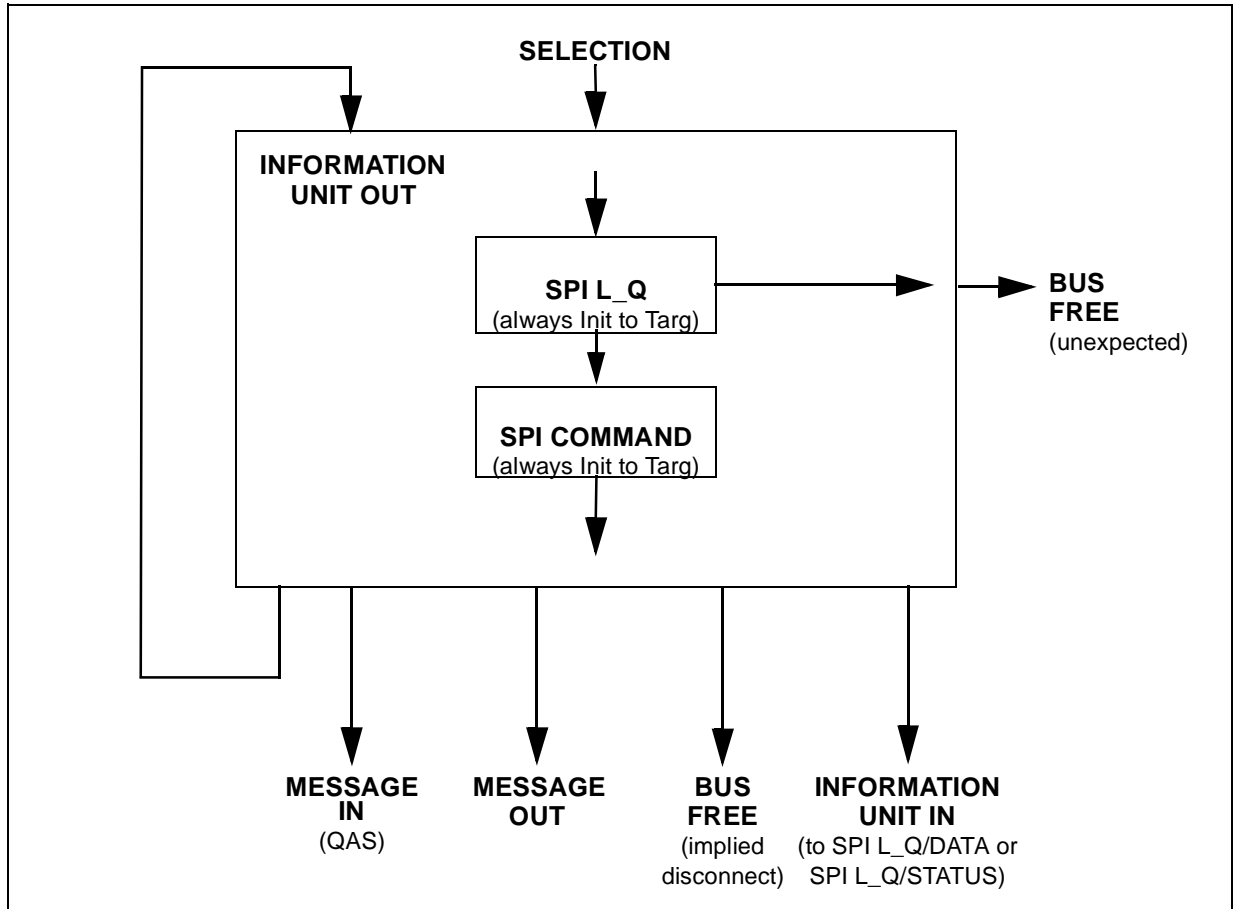 SELECTION
INFORMATION
UNIT OUT
SPI L_Q
(always Init to Targ)
BUS
FREE
(unexpected)
SPI COMMAND
(always Init to Targ)
MESSAGE
IN
(QAS)
MESSAGE
OUT
BUS
FREE
(implied
disconnect)
INFORMATION
UNIT IN
(to SPI L_Q/DATA or
SPI L_Q/STATUS)